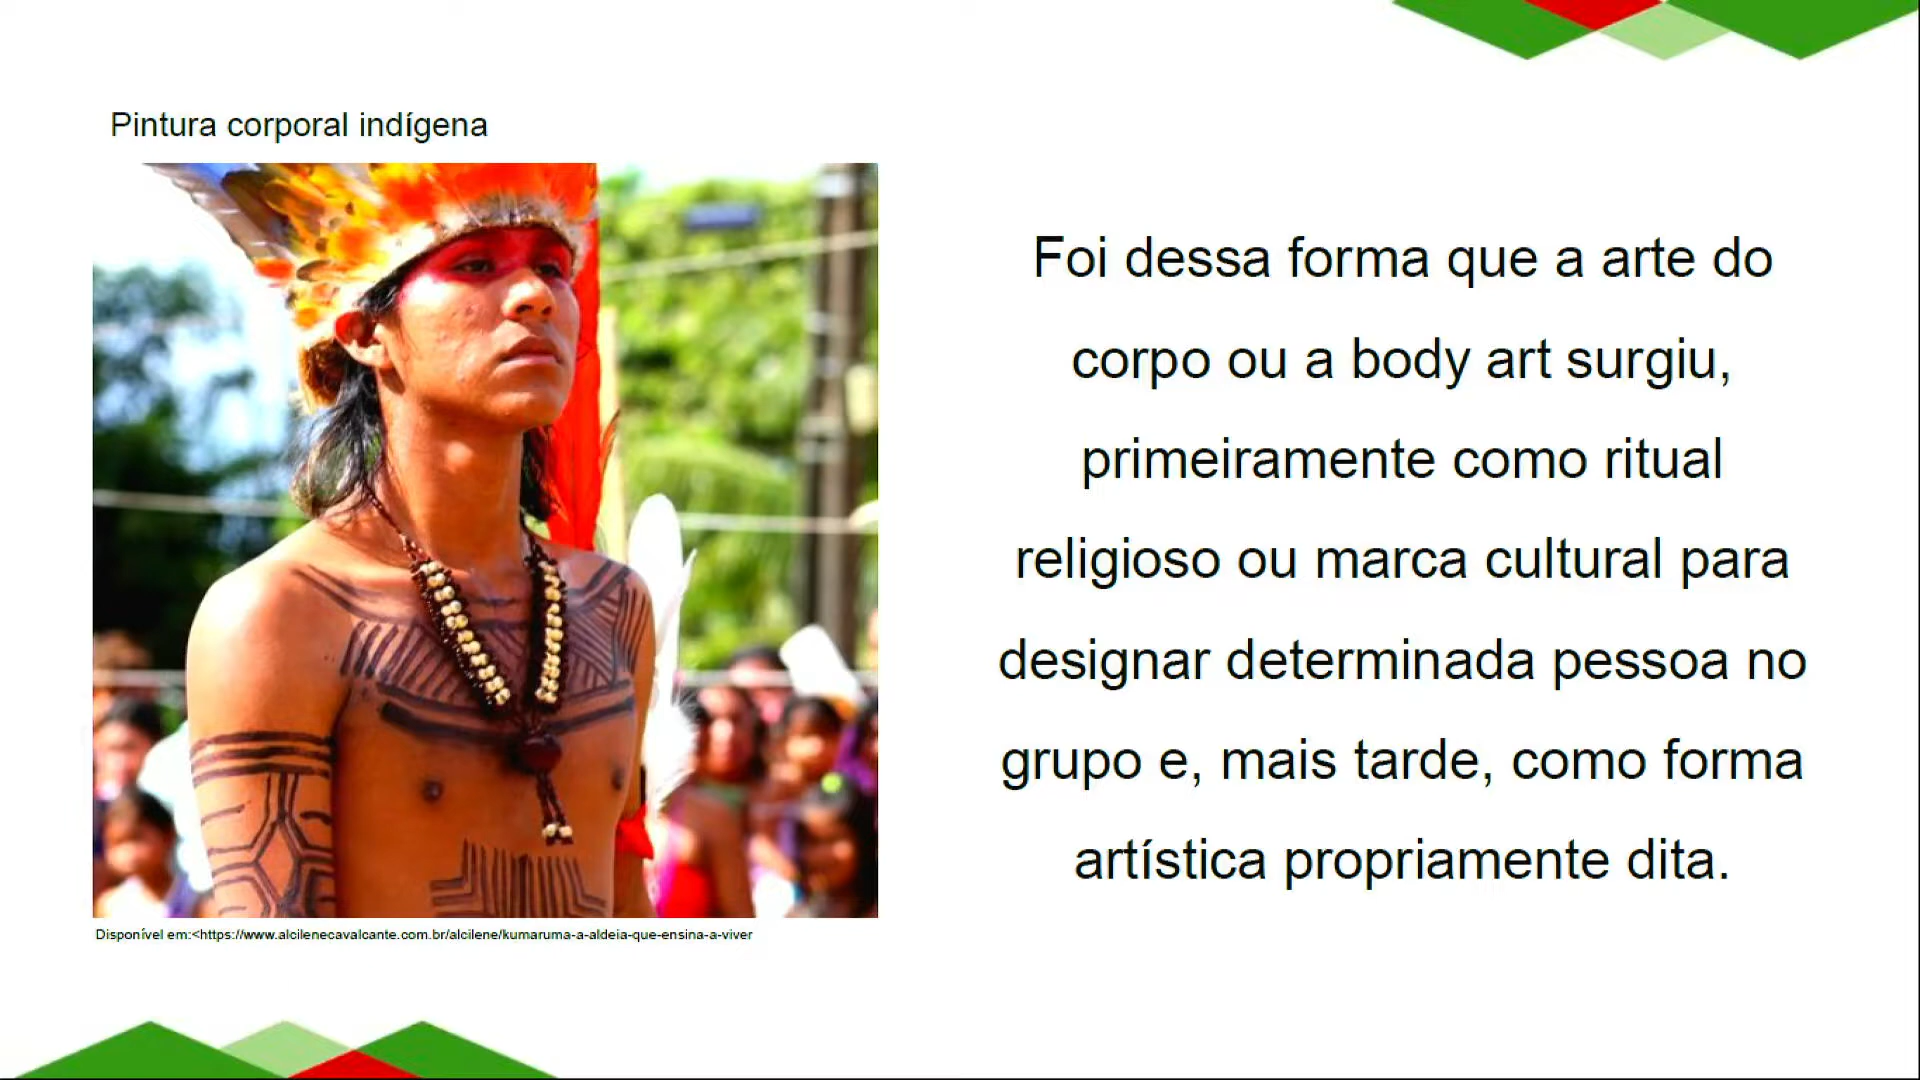 Pintura corporal indígena
Foi dessa forma que a arte do
corpo ou a body art surgiu,
primeiramente como ritual
religioso ou marca cultural para
designar determinada pessoa no
grupo e, mais tarde, como forma
artística propriamente dita.
Disponível em:<https://www.alcilenecavalcante.com.br/alcilene/kumaruma-a-aldeia-que-ensina-a-viver